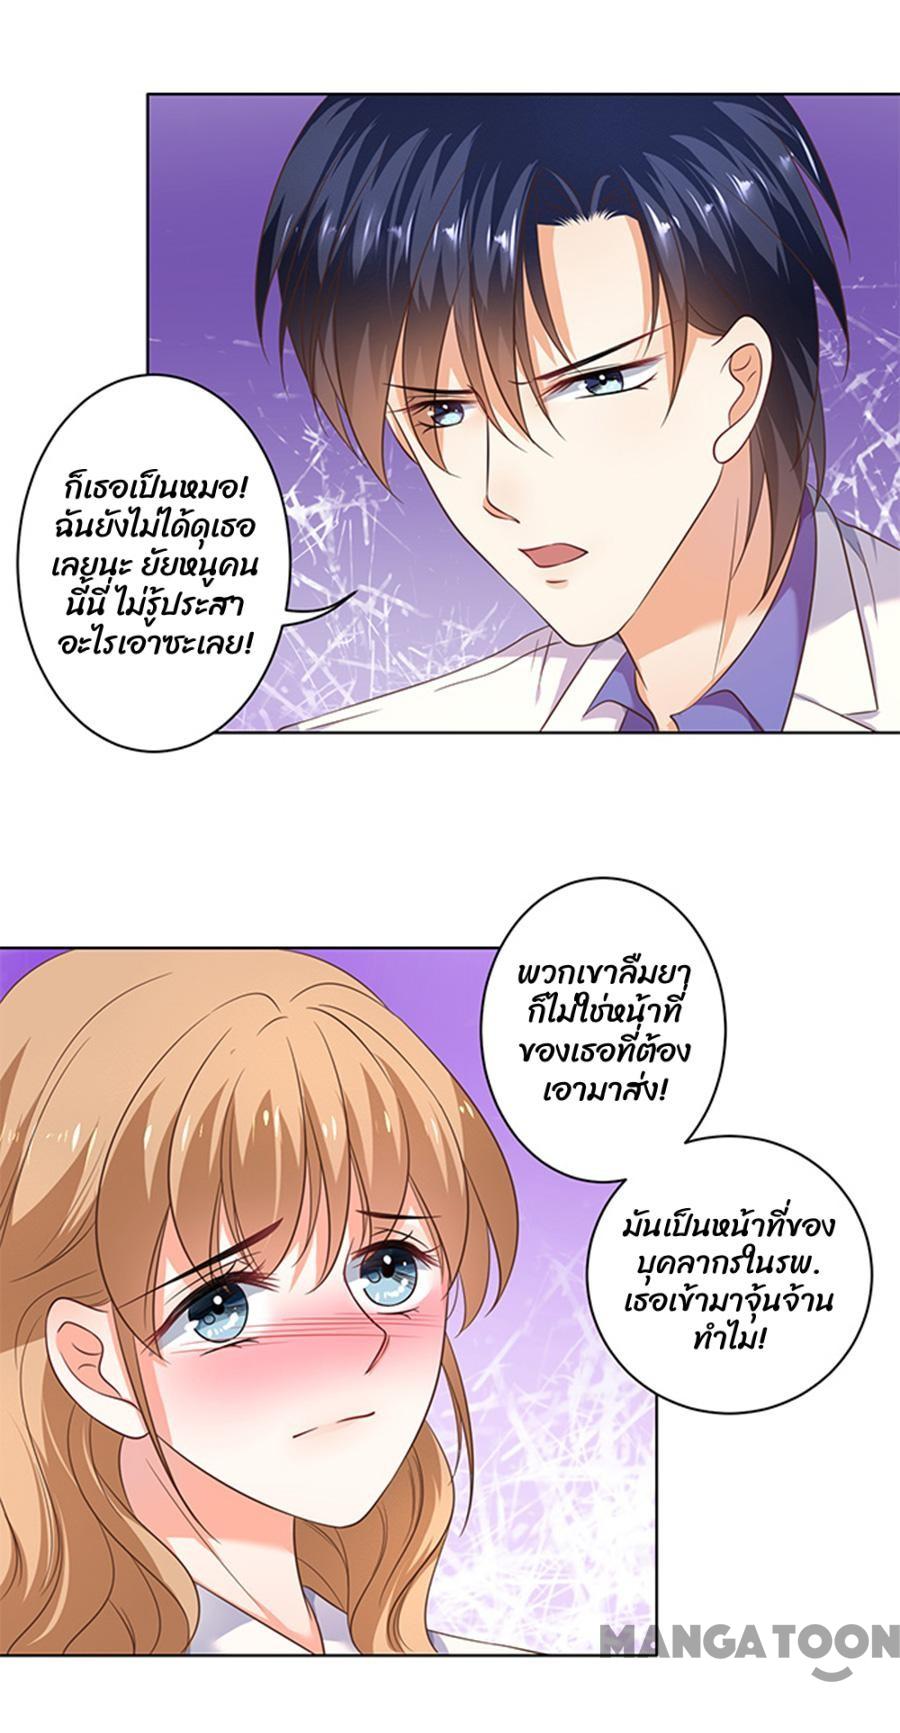 ก็เธอเป็นหมอ!
ฉันยังไม่ได้ดุเธอ
เลยนะ ยัยหนูคน
นี้นี่ ไม่รู้ประสา
อะไรเอาซะเลย!
พวกเขาลืมยา
ก็ไม่ใช่หน้าที่
ของเธอที่ต้อง
เอามาส่ง!
มันเป็นหน้าที่ของ
บุคลากรในรพ.
เธอเข้ามาจุ้นจ้าน
ทำไม!
MANGATOON